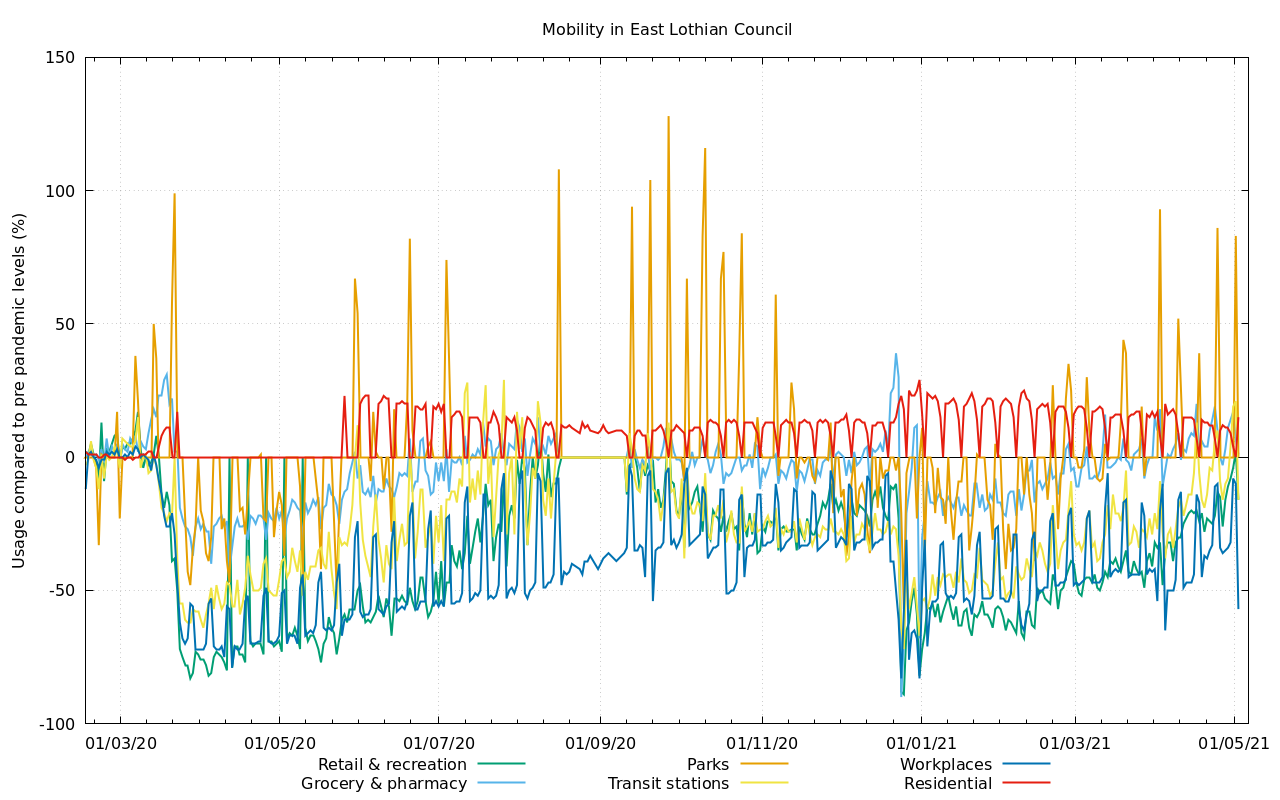 Mobility in East Lothian Council
Usage compared to pre pandemic levels (%)
150
100
50
0
-50
-100
01/03/20 01/05/20 01/07/20 01/09/20 01/11/20 01/01/21 01/03/21 01/05/21
Retail & recreation Parks Workplaces
Grocery & pharmacy Transit stations Residential